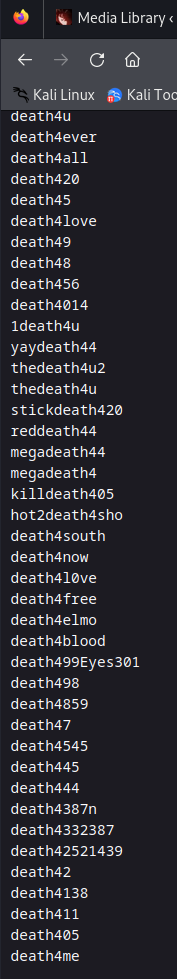 Media Library ‹
Kali Linux
Kali Too
death4u
death4ever
death4all
death420
death45
death4love
death49
death48
death456
death4014
1death4u
yaydeath44
thedeath4u2
thedeath4u
stickdeath420
reddeath44
megadeath44
megadeath4
killdeath405
hot2death4sho
death4south
death4now
death4l0ve
death4free
death4elmo
death4blood
death499Eyes301
death498
death4859
death47
death4545
death445
death444
death4387n
death4332387
death42521439
death42
death4138
death411
death405
death4me